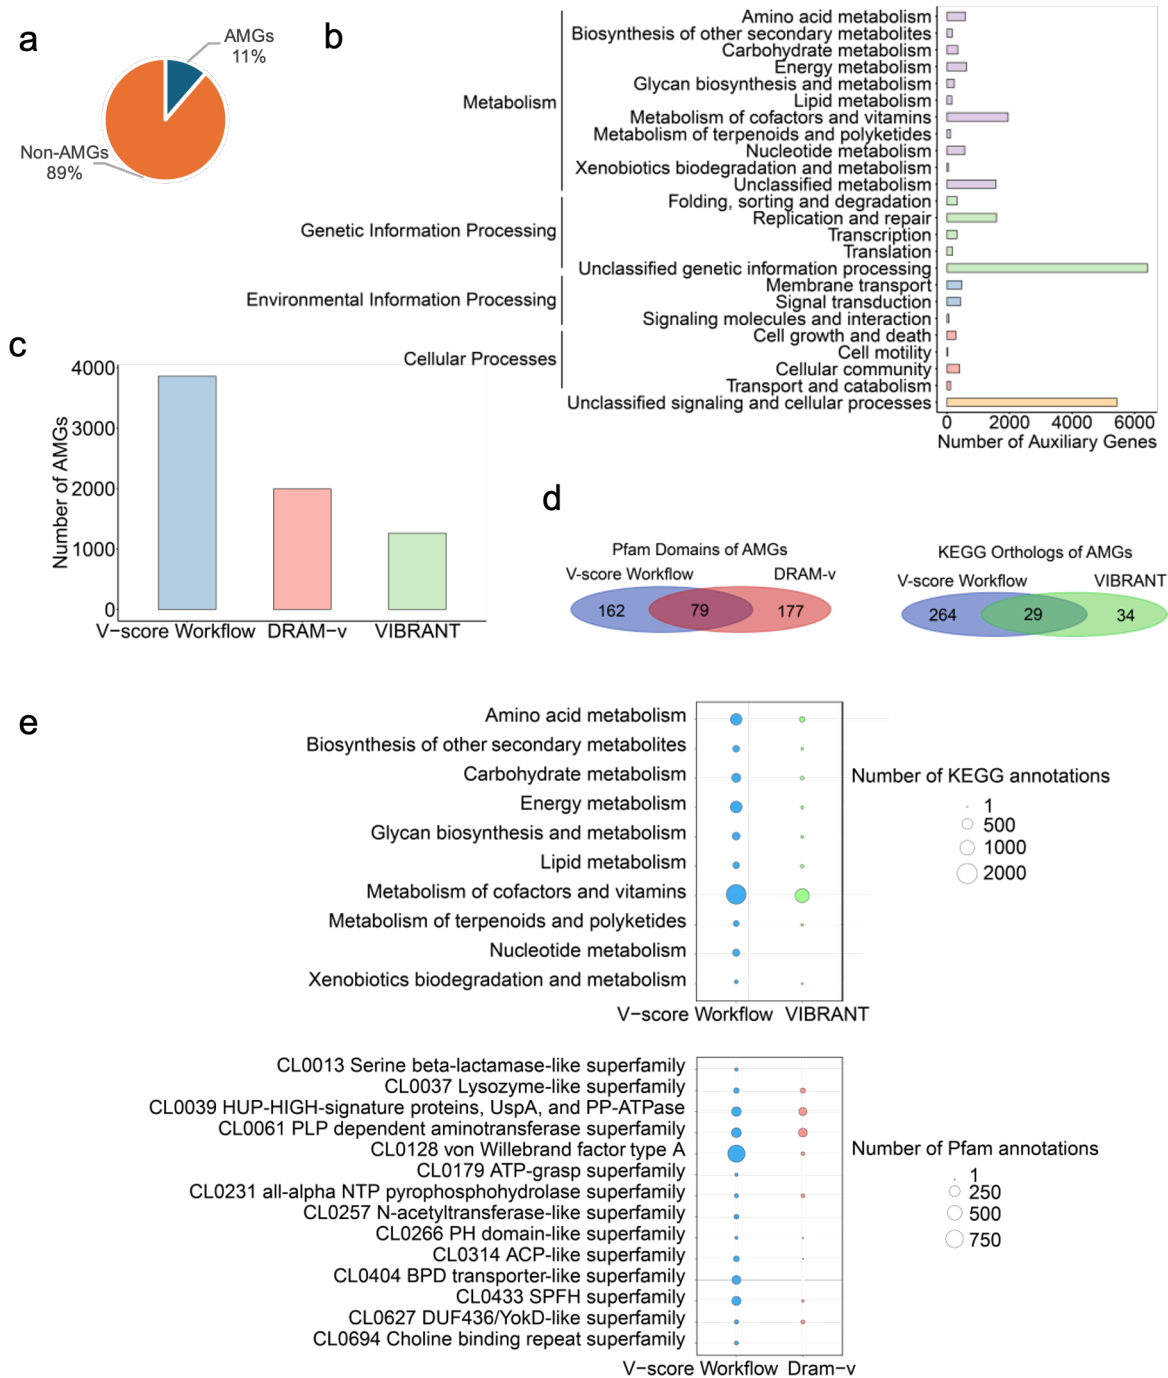 a
AMGs
11%
Non-AMGs
89%
b
Metabolism
Genetic Information Processing
Environmental Information Processing
Cellular Processes
Amino acid metabolism
Biosynthesis of other secondary metabolites
Carbohydrate metabolism
Energy metabolism
Glycan biosynthesis and metabolism
Lipid metabolism
Metabolism of cofactors and vitamins
Metabolism of terpenoids and polyketides
Nucleotide metabolism
Xenobiotics biodegradation and metabolism
Unclassified metabolism
Folding, sorting and degradation
Replication and repair
Transcription
Translation
Unclassified genetic information processing
Membrane transport
Signal transduction
Signaling molecules and interaction
Cell growth and death
Cell motility
Cellular community
Transport and catabolism
Unclassified signaling and cellular processes
0 2000 4000 6000
Number of Auxiliary Genes
c
Number of AMGs
4000
3000
2000
1000
0
V−score Workflow DRAM−v VIBRANT
d
Pfam Domains of AMGs
V-score Workflow DRAM-v
162 79 177
KEGG Orthologs of AMGs
V-score Workflow VIBRANT
264 29 34
e
Amino acid metabolism
Biosynthesis of other secondary metabolites
Carbohydrate metabolism
Energy metabolism
Glycan biosynthesis and metabolism
Lipid metabolism
Metabolism of cofactors and vitamins
Metabolism of terpenoids and polyketides
Nucleotide metabolism
Xenobiotics biodegradation and metabolism
V−score Workflow VIBRANT
Number of KEGG annotations
1
500
1000
2000
CL0013 Serine beta-lactamase-like superfamily
CL0037 Lysozyme-like superfamily
CL0039 HUP-HIGH-signature proteins, UspA, and PP-ATPase
CL0061 PLP dependent aminotransferase superfamily
CL0128 von Willebrand factor type A
CL0179 ATP-grasp superfamily
CL0231 all-alpha NTP pyrophosphohydrolase superfamily
CL0257 N-acetyltransferase-like superfamily
CL0266 PH domain-like superfamily
CL0314 ACP-like superfamily
CL0404 BPD transporter-like superfamily
CL0433 SPFH superfamily
CL0627 DUF436/YokD-like superfamily
CL0694 Choline binding repeat superfamily
V−score Workflow Dram−v
Number of Pfam annotations
1
250
500
750